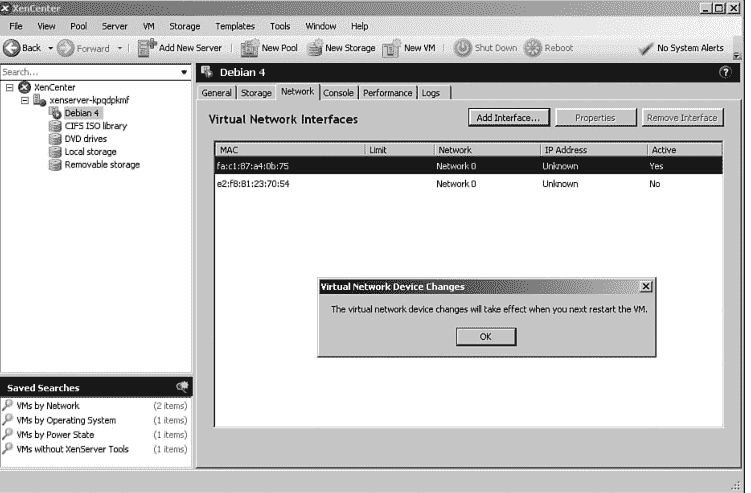 XenCenter
File View Pool Server VM Storage Templates Tools Window Help
Back Forward Add New Server New Pool New Storage New VM Shut Down Reboot No System Alerts
Search...
XenCenter
xenserver-kpqdpkmf
Debian 4
CIFS ISO library
DVD drives
Local storage
Removable storage
Saved Searches
VMs by Network (2 items)
VMs by Operating System (1 items)
VMs by Power State (1 items)
VMs without XenServer Tools (1 items)
Debian 4
General Storage Network Console Performance Logs
Virtual Network Interfaces
Add Interface... Properties Remove Interface
MAC Limit Network IP Address Active
fa:c1:87:a4:0b:75 Network 0 Unknown Yes
e2:f8:81:23:70:54 Network 0 Unknown No
Virtual Network Device Changes
The virtual network device changes will take effect when you next restart the VM.
OK